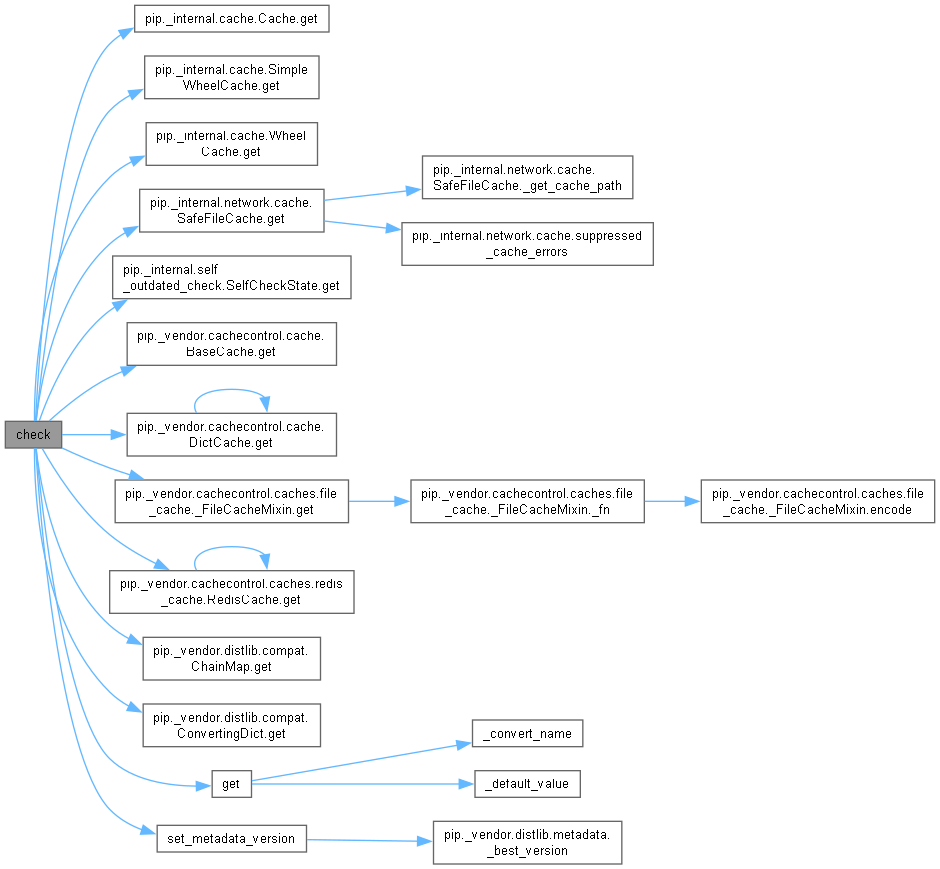 pip._internal.cache.Cache.get
pip._internal.cache.Simple
WheelCache.get
pip._internal.cache.Wheel
Cache.get
pip._internal.network.cache.
SafeFileCache._get_cache_path
pip._internal.network.cache.
SafeFileCache.get
pip._internal.network.cache.suppressed
_cache_errors
pip._internal.self
_outdated_check.SelfCheckState.get
pip._vendor.cachecontrol.cache.
BaseCache.get
check
pip._vendor.cachecontrol.cache.
DictCache.get
pip._vendor.cachecontrol.caches.file
_cache._FileCacheMixin.get
pip._vendor.cachecontrol.caches.file
_cache._FileCacheMixin._fn
pip._vendor.cachecontrol.caches.file
_cache._FileCacheMixin.encode
pip._vendor.cachecontrol.caches.redis
_cache.RedisCache.get
pip._vendor.distlib.compat.
ChainMap.get
pip._vendor.distlib.compat.
ConvertingDict.get
_convert_name
get
_default_value
set_metadata_version
pip._vendor.distlib.metadata.
_best_version